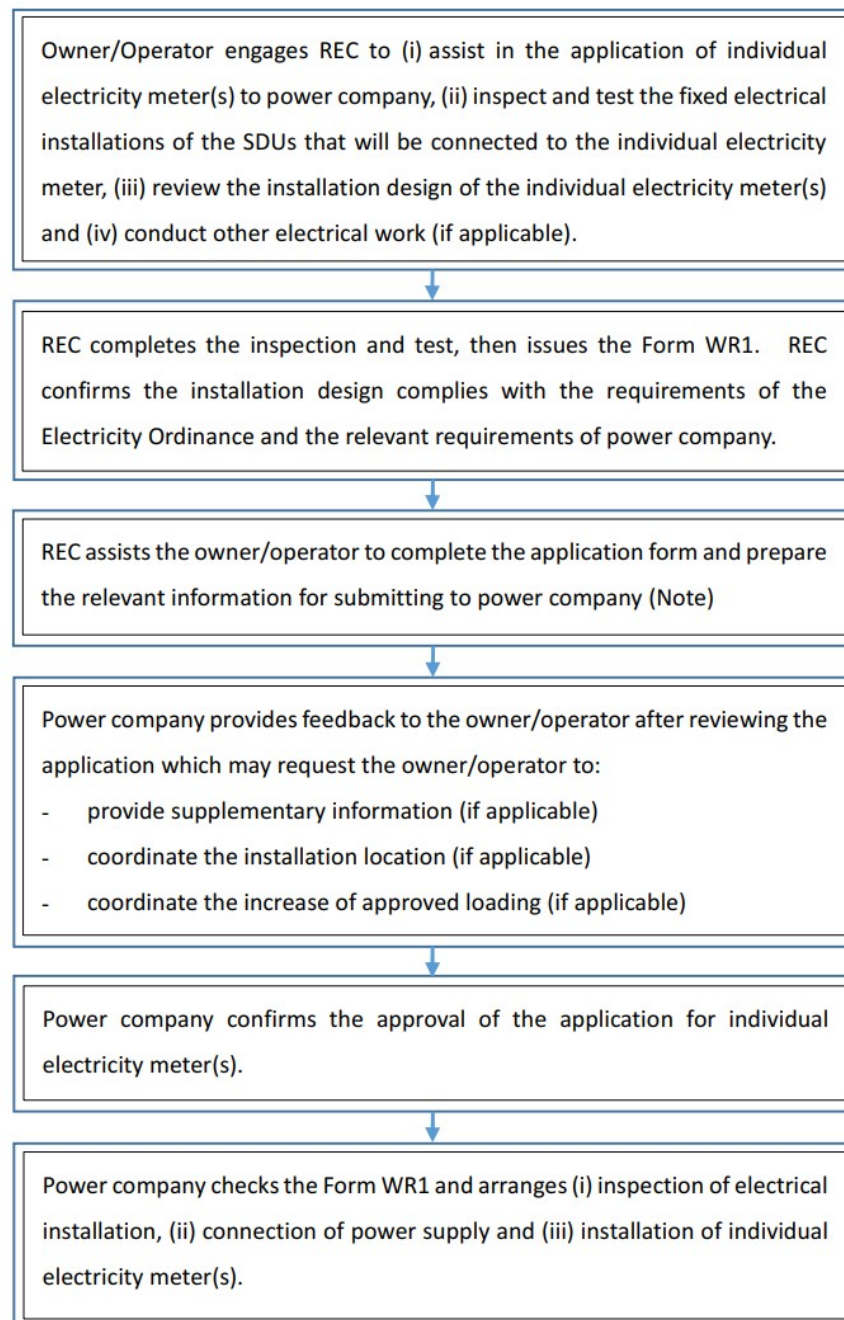 Owner/Operator engages REC to (i) assist in the application of individual
electricity meter(s) to power company, (ii) inspect and test the fixed electrical
installations of the SDUs that will be connected to the individual electricity
meter, (iii) review the installation design of the individual electricity meter(s)
and (iv) conduct other electrical work (if applicable).
REC completes the inspection and test, then issues the Form WR1. REC
confirms the installation design complies with the requirements of the
Electricity Ordinance and the relevant requirements of power company.
REC assists the owner/operator to complete the application form and prepare
the relevant information for submitting to power company (Note)
Power company provides feedback to the owner/operator after reviewing the
application which may request the owner/operator to:
- provide supplementary information (if applicable)
- coordinate the installation location (if applicable)
- coordinate the increase of approved loading (if applicable)
Power company confirms the approval of the application for individual
electricity meter(s).
Power company checks the Form WR1 and arranges (i) inspection of electrical
installation, (ii) connection of power supply and (iii) installation of individual
electricity meter(s).